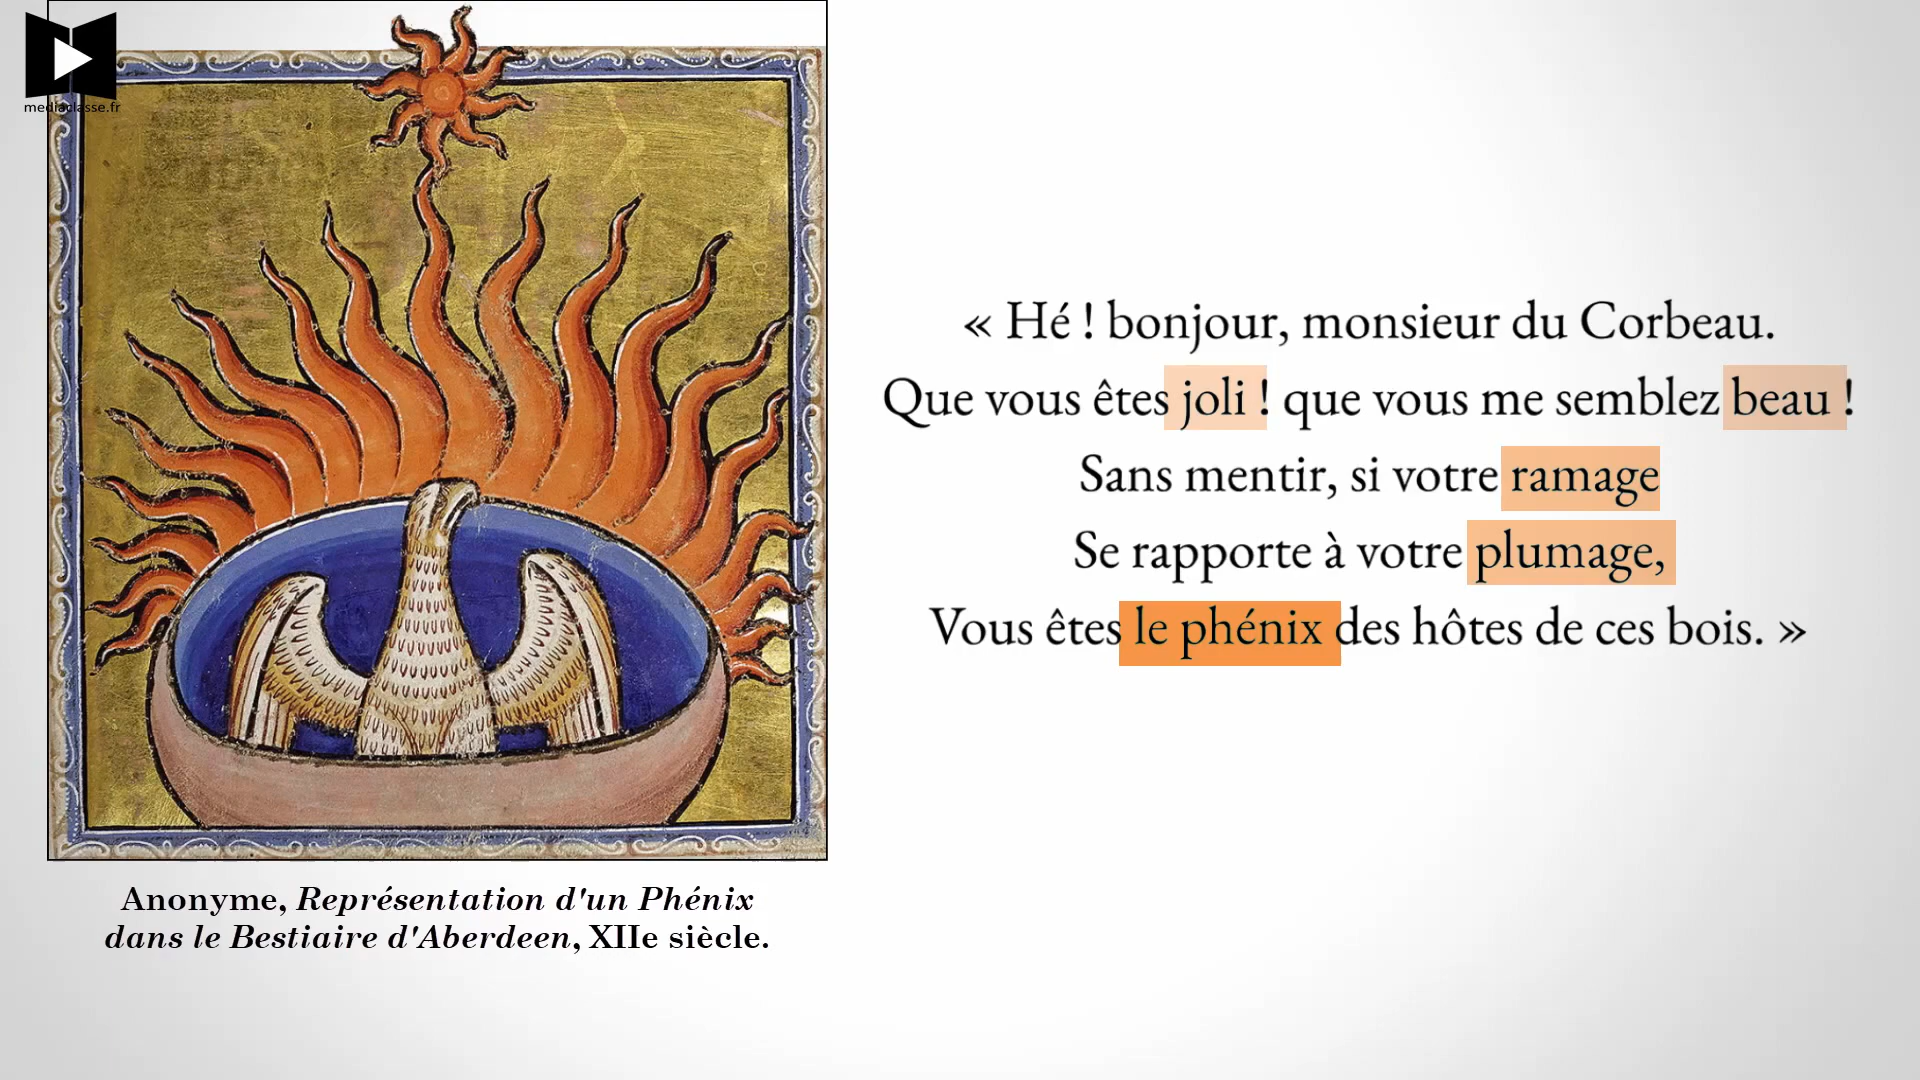 mediaclasse.fr
« Hé ! bonjour, monsieur du Corbeau.
Que vous êtes joli ! que vous me semblez beau !
Sans mentir, si votre ramage
Se rapporte à votre plumage,
Vous êtes le phénix des hôtes de ces bois. »
Anonyme, Représentation d'un Phénix
dans le Bestiaire d'Aberdeen, XIIe siècle.